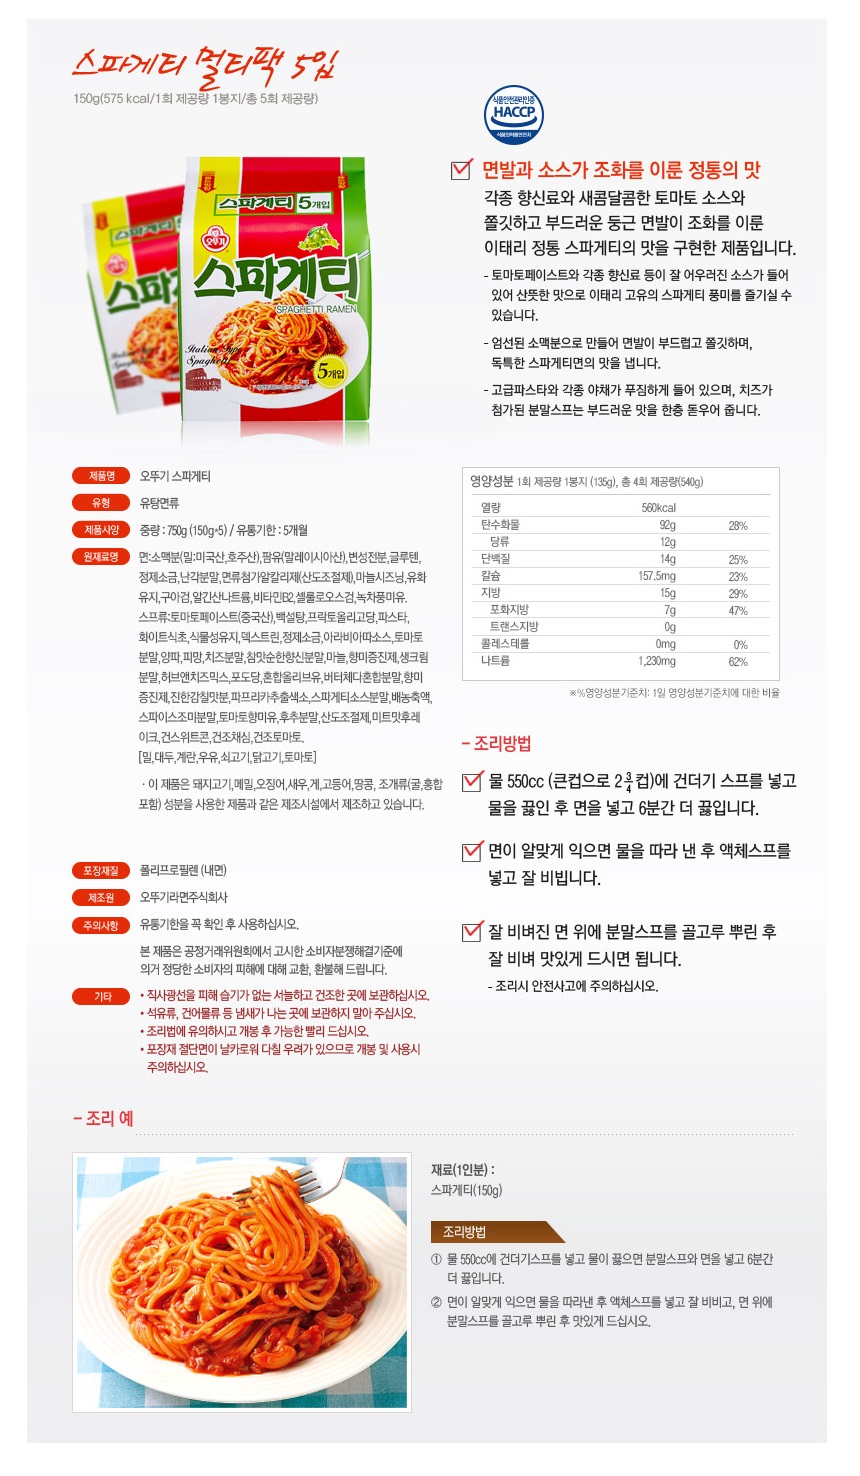 스파게티 멀티팩 5입
150g(575 kcal/1회 제공량 1봉지/총 5회 제공량)
식품안전관리인증
HACCP
식품의약품안전처
면발과 소스가 조화를 이룬 정통의 맛
각종 향신료와 새콤달콤한 토마토 소스와
쫄깃하고 부드러운 둥근 면발이 조화를 이룬
이태리 정통 스파게티의 맛을 구현한 제품입니다.
- 토마토페이스트와 각종 향신료 등이 잘 어우러진 소스가 들어
있어 산뜻한 맛으로 이태리 고유의 스파게티 풍미를 즐기실 수
있습니다.
- 엄선된 소맥분으로 만들어 면발이 부드럽고 쫄깃하며,
독특한 스파게티면의 맛을 냅니다.
- 고급파스타와 각종 야채가 푸짐하게 들어 있으며, 치즈가
첨가된 분말스프는 부드러운 맛을 한층 돋우어 줍니다.
스파게티 5개입
오뚜기
스파게티
SPAGHETTI RAMEN
Italian Type
Spaghetti
5개입
제품명 오뚜기 스파게티
유형 유탕면류
제품사양 중량 : 750g (150g*5) / 유통기한 : 5개월
원재료명 면:소맥분(밀:미국산,호주산),팜유(말레이시아산),변성전분,글루텐,
정제소금,난각분말,면류첨가알칼리제(산도조절제),마늘시즈닝,유화
유지,구아검,알긴산나트륨,비타민B2,셀룰로오스검,녹차풍미유.
스프류:토마토페이스트(중국산),백설탕,프락토올리고당,파스타,
화이트식초,식물성유지,덱스트린,정제소금,아라비아따소스,토마토
분말,양파,피망,치즈분말,참맛순한향신분말,마늘,향미증진제,생크림
분말,허브앤치즈믹스,포도당,혼합올리브유,버터체다혼합분말,향미
증진제,진한감칠맛분,파프리카추출색소,스파게티소스분말,배농축액,
스파이스조미분말,토마토향미유,후추분말,산도조절제,미트맛후레
이크,건스위트콘,건조채심,건조토마토.
[밀,대두,계란,우유,쇠고기,닭고기,토마토]
· 이 제품은 돼지고기,메밀,오징어,새우,게,고등어,땅콩, 조개류(굴,홍합
포함) 성분을 사용한 제품과 같은 제조시설에서 제조하고 있습니다.
포장재질 폴리프로필렌 (내면)
제조원 오뚜기라면주식회사
주의사항 유통기한을 꼭 확인 후 사용하십시오.
본 제품은 공정거래위원회에서 고시한 소비자분쟁해결기준에
의거 정당한 소비자의 피해에 대해 교환, 환불해 드립니다.
기타 • 직사광선을 피해 습기가 없는 서늘하고 건조한 곳에 보관하십시오.
• 석유류, 건어물류 등 냄새가 나는 곳에 보관하지 말아 주십시오.
• 조리법에 유의하시고 개봉 후 가능한 빨리 드십시오.
• 포장재 절단면이 날카로워 다칠 우려가 있으므로 개봉 및 사용시
주의하십시오.
영양성분 1회 제공량 1봉지 (135g), 총 4회 제공량(540g)
열량 560kcal
탄수화물 92g 28%
당류 12g
단백질 14g 25%
칼슘 157.5mg 23%
지방 15g 29%
포화지방 7g 47%
트랜스지방 0g
콜레스테롤 0mg 0%
나트륨 1,230mg 62%
※%영양성분기준치: 1일 영양성분기준치에 대한 비율
- 조리방법
물 550cc (큰컵으로 2 3/4 컵)에 건더기 스프를 넣고
물을 끓인 후 면을 넣고 6분간 더 끓입니다.
면이 알맞게 익으면 물을 따라 낸 후 액체스프를
넣고 잘 비빕니다.
잘 비벼진 면 위에 분말스프를 골고루 뿌린 후
잘 비벼 맛있게 드시면 됩니다.
- 조리시 안전사고에 주의하십시오.
- 조리 예
재료(1인분) :
스파게티(150g)
조리방법
① 물 550cc에 건더기스프를 넣고 물이 끓으면 분말스프와 면을 넣고 6분간
더 끓입니다.
② 면이 알맞게 익으면 물을 따라낸 후 액체스프를 넣고 잘 비비고, 면 위에
분말스프를 골고루 뿌린 후 맛있게 드십시오.